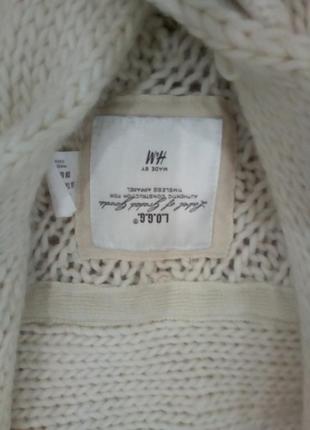 L.O.G.G.®
Label of Graded Goods
AUTHENTIC CONSTRUCTION FOR
TIMELESS APPAREL
MADE BY
H&M